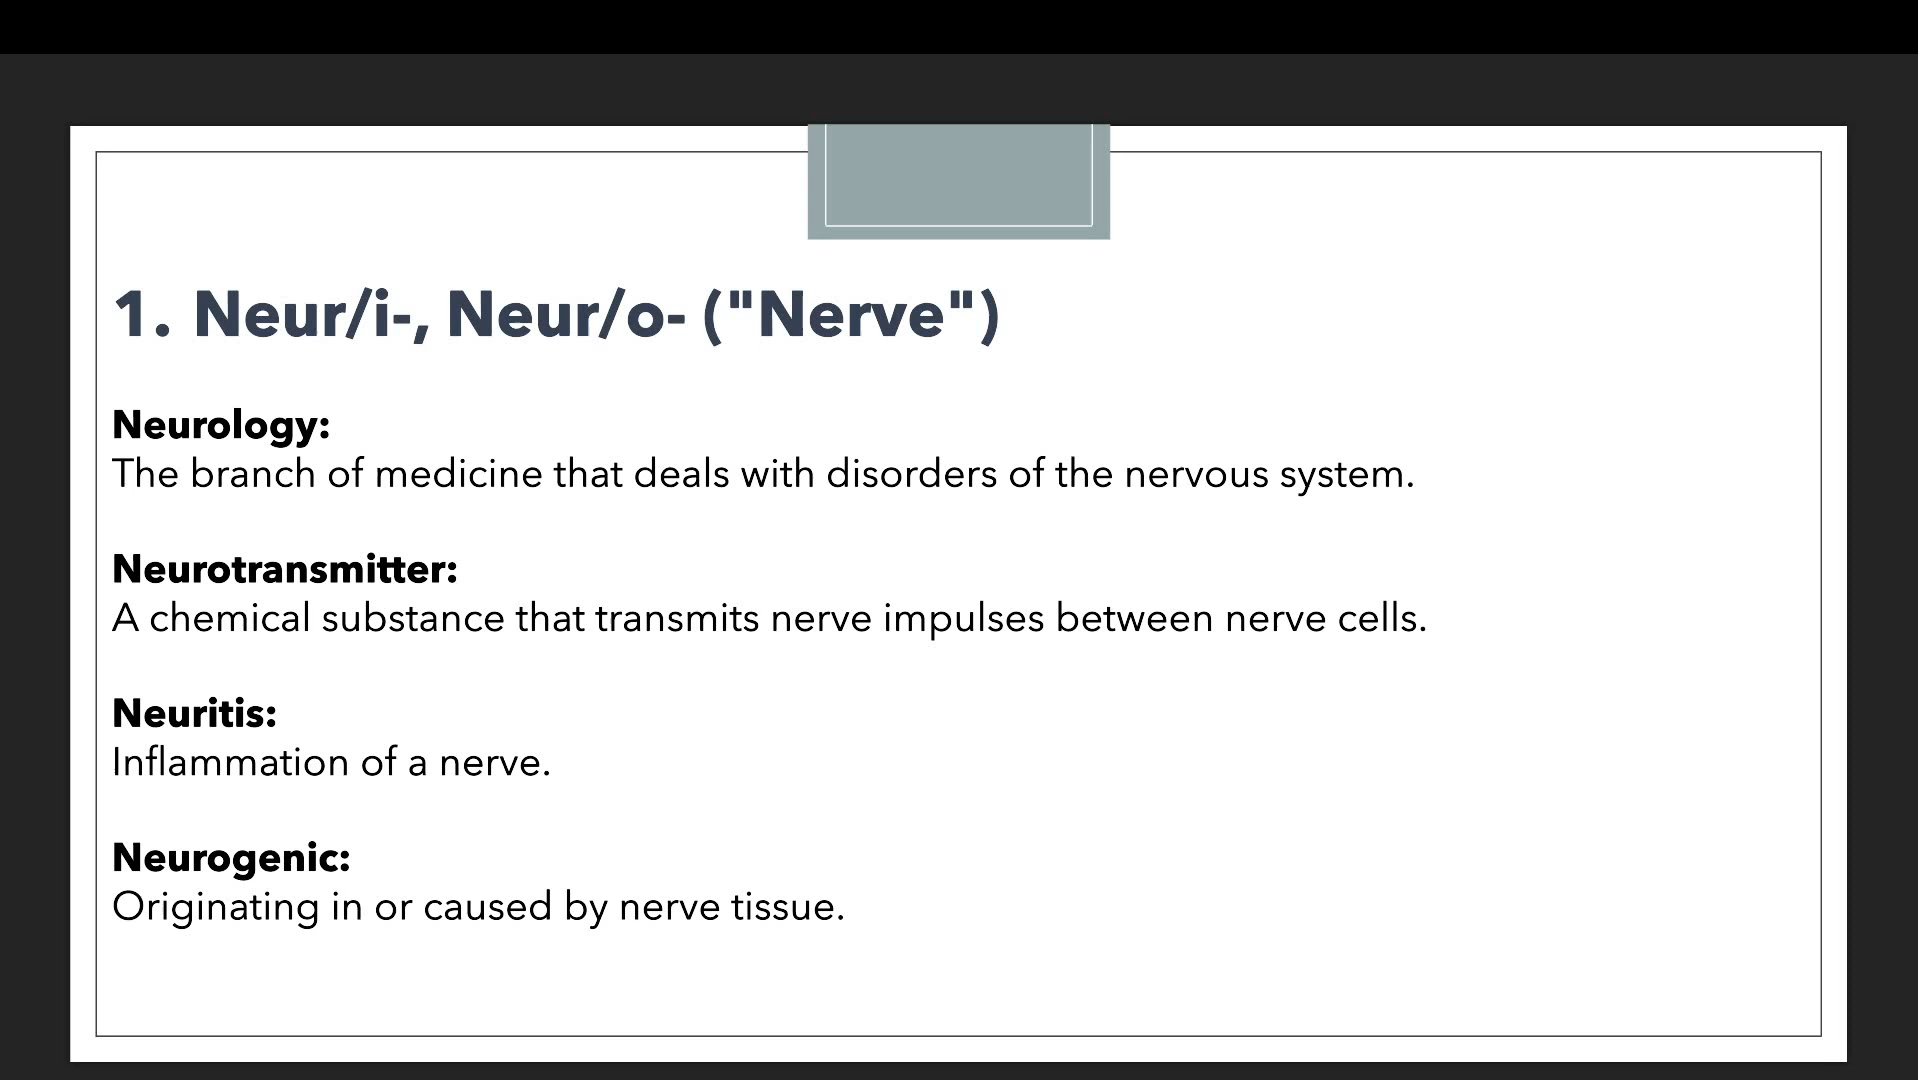 1. Neur/i-, Neur/o- ("Nerve")
Neurology:
The branch of medicine that deals with disorders of the nervous system.
Neurotransmitter:
A chemical substance that transmits nerve impulses between nerve cells.
Neuritis:
Inflammation of a nerve.
Neurogenic:
Originating in or caused by nerve tissue.